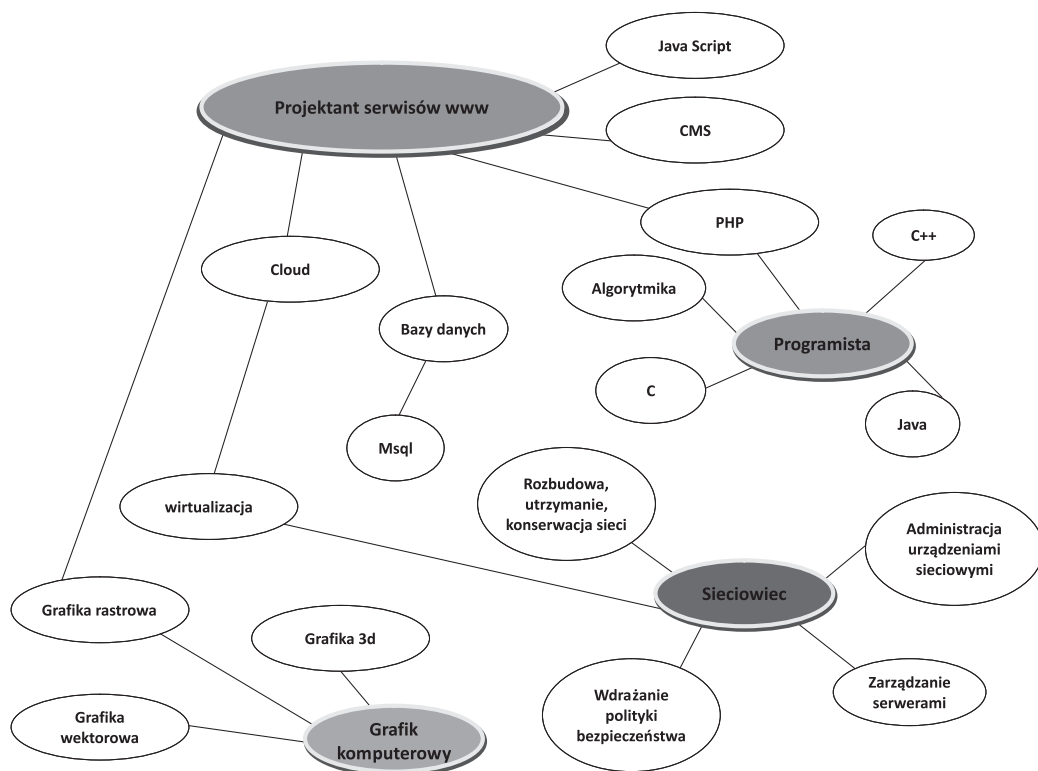 Java Script
Projektant serwisów www
CMS
PHP
C++
Cloud
Algorytmika
Bazy danych
Programista
C
Java
Msql
Rozbudowa,
utrzymanie,
konserwacja sieci
wirtualizacja
Administracja
urządzeniami
sieciowymi
Sieciowiec
Grafika rastrowa
Grafika 3d
Wdrażanie
polityki
bezpieczeństwa
Zarządzanie
serwerami
Grafika
wektorowa
Grafik
komputerowy